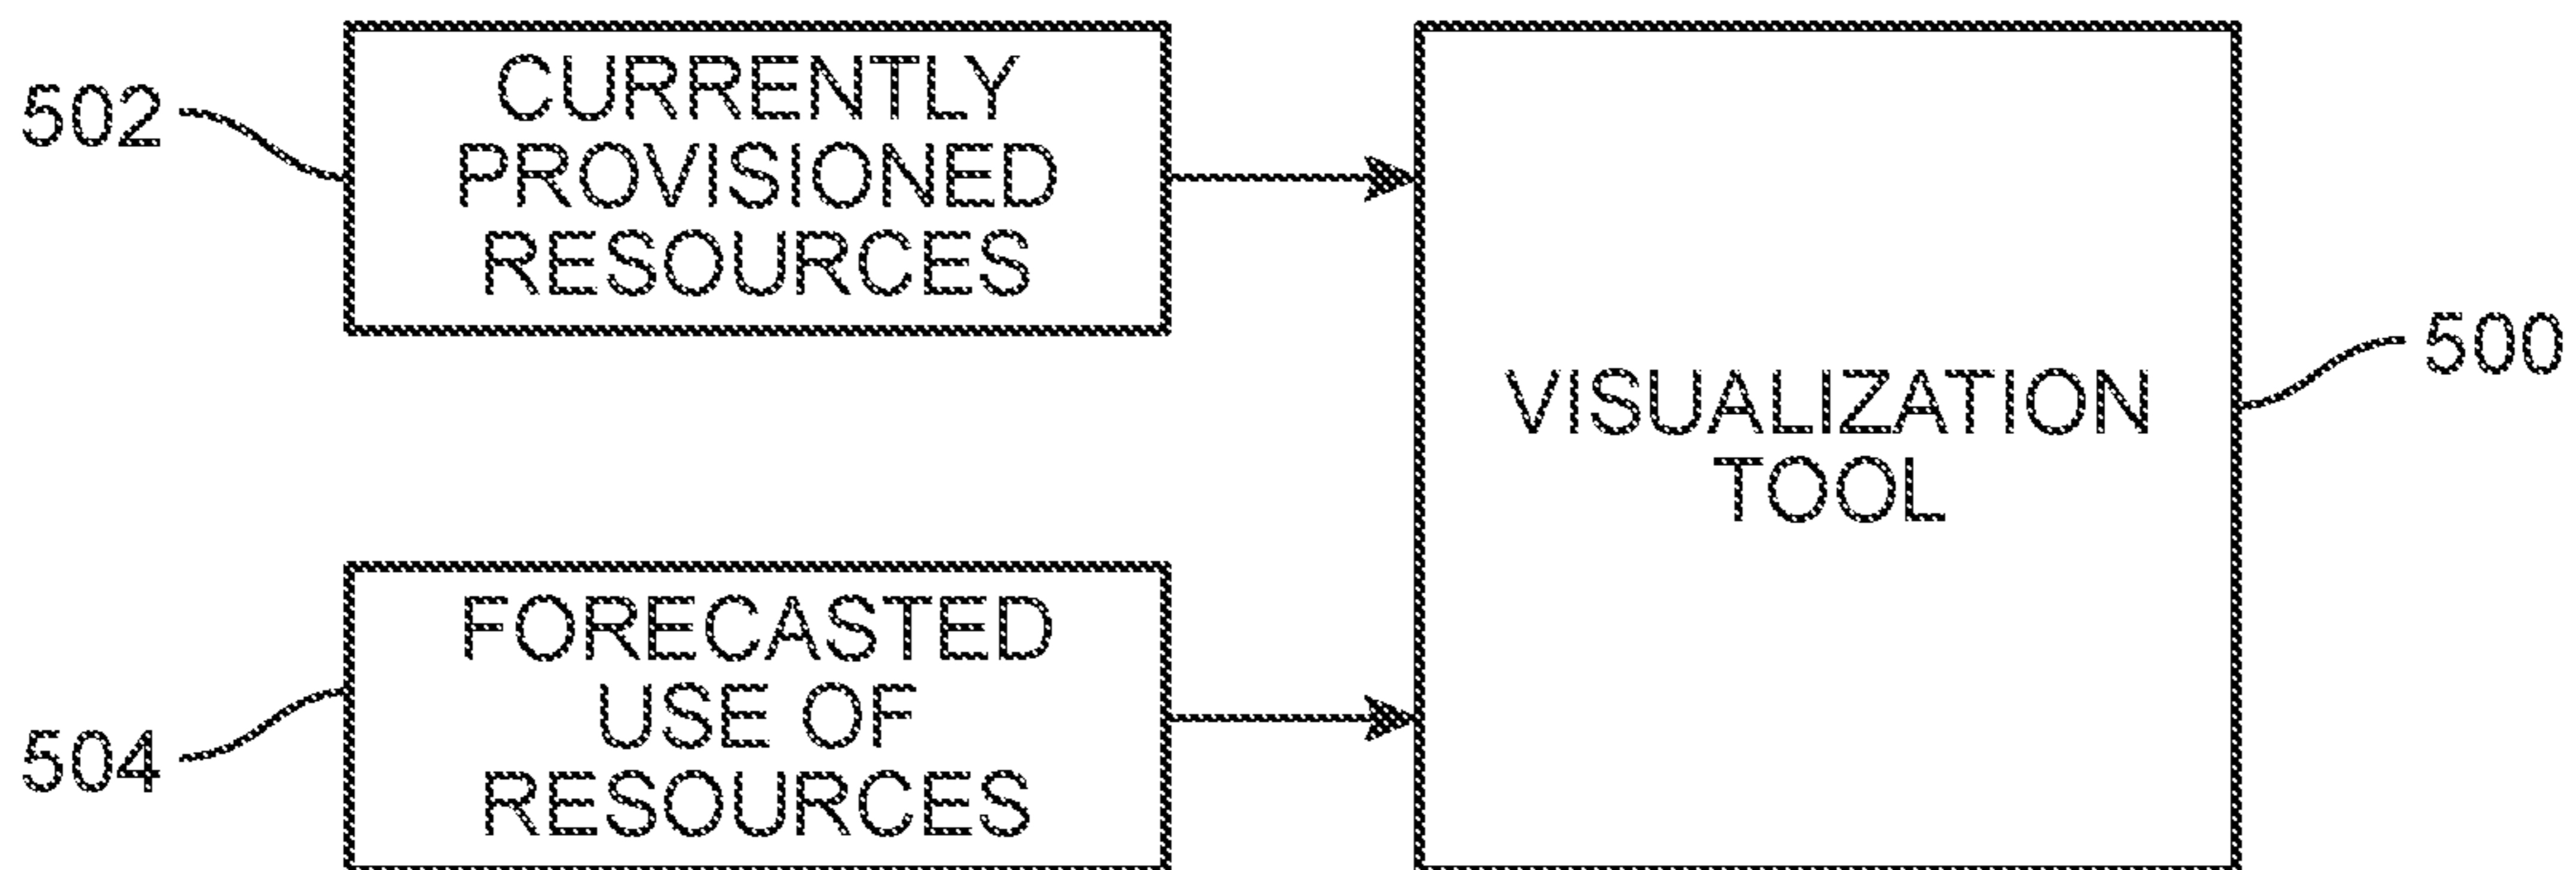 502
CURRENTLY
PROVISIONED
RESOURCES
VISUALIZATION
TOOL
500
504
FORECASTED
USE OF
RESOURCES